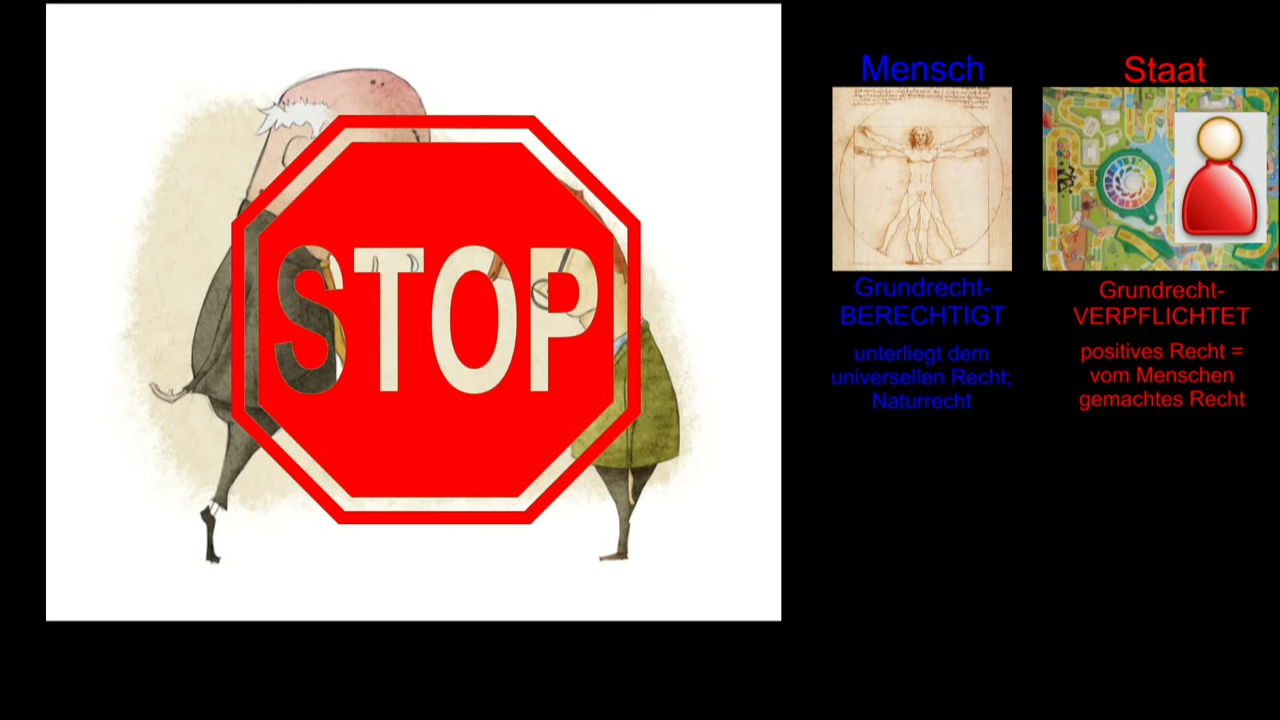 STOP
Mensch
Grundrecht-
BERECHTIGT
unterliegt dem
universellen Recht;
Naturrecht
Staat
Grundrecht-
VERPFLICHTET
positives Recht =
vom Menschen
gemachtes Recht